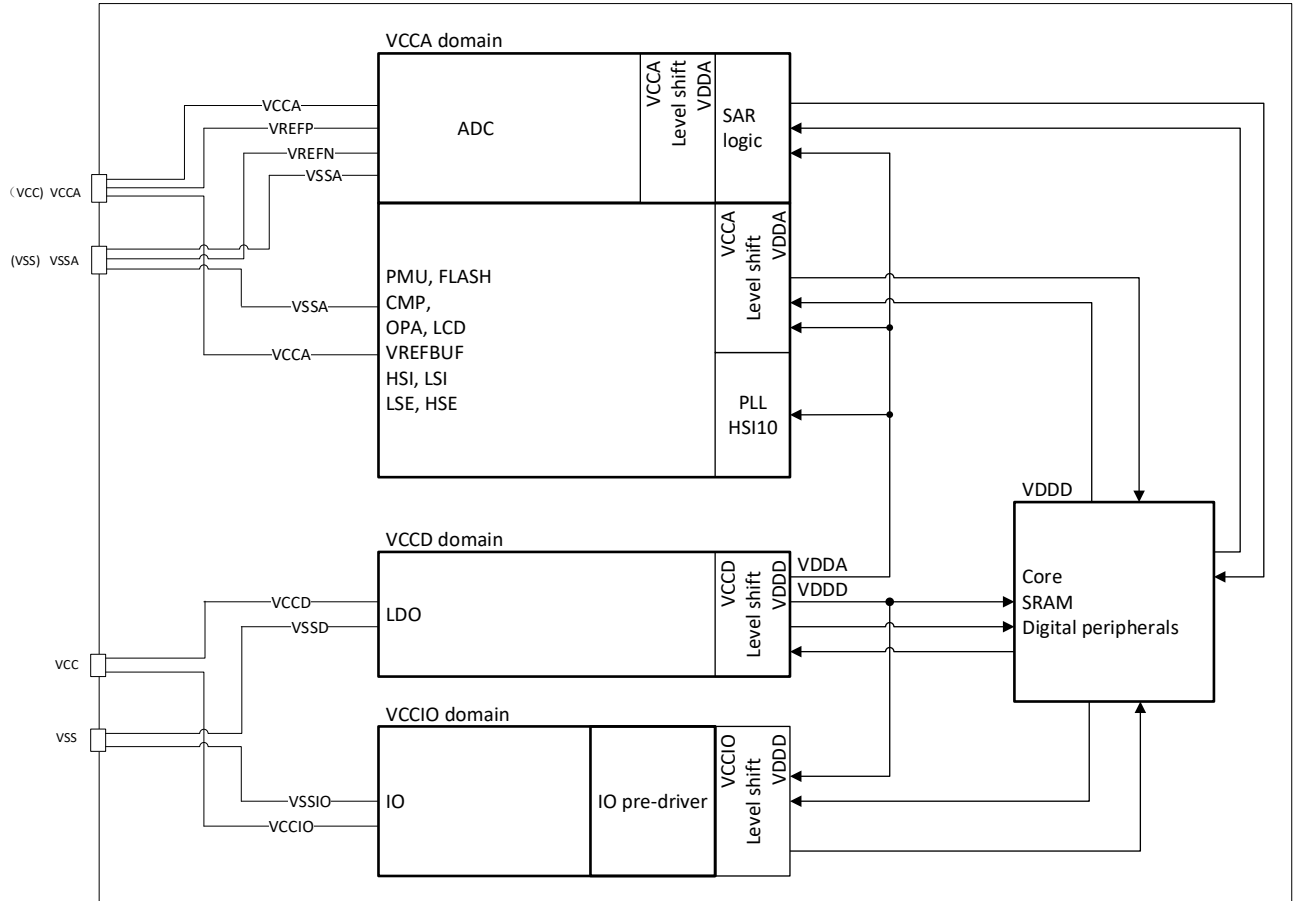 VCCA domain
VCCA
VREFP
VREFN
VSSA
ADC
VCCA
Level shift
VDDA
SAR
logic
（VCC) VCCA
(VSS) VSSA
VSSA
VCCA
PMU, FLASH
CMP,
OPA, LCD
VREFBUF
HSI, LSI
LSE, HSE
VCCA
Level shift
VDDA
PLL
HSI10
VDDD
VCCD domain
VCCD
VSSD
LDO
VCCD
Level shift
VDDD
VDDA
VDDD
Core
SRAM
Digital peripherals
VCC
VSS
VCCIO domain
VSSIO
VCCIO
IO
IO pre-driver
VCCIO
Level shift
VDDD